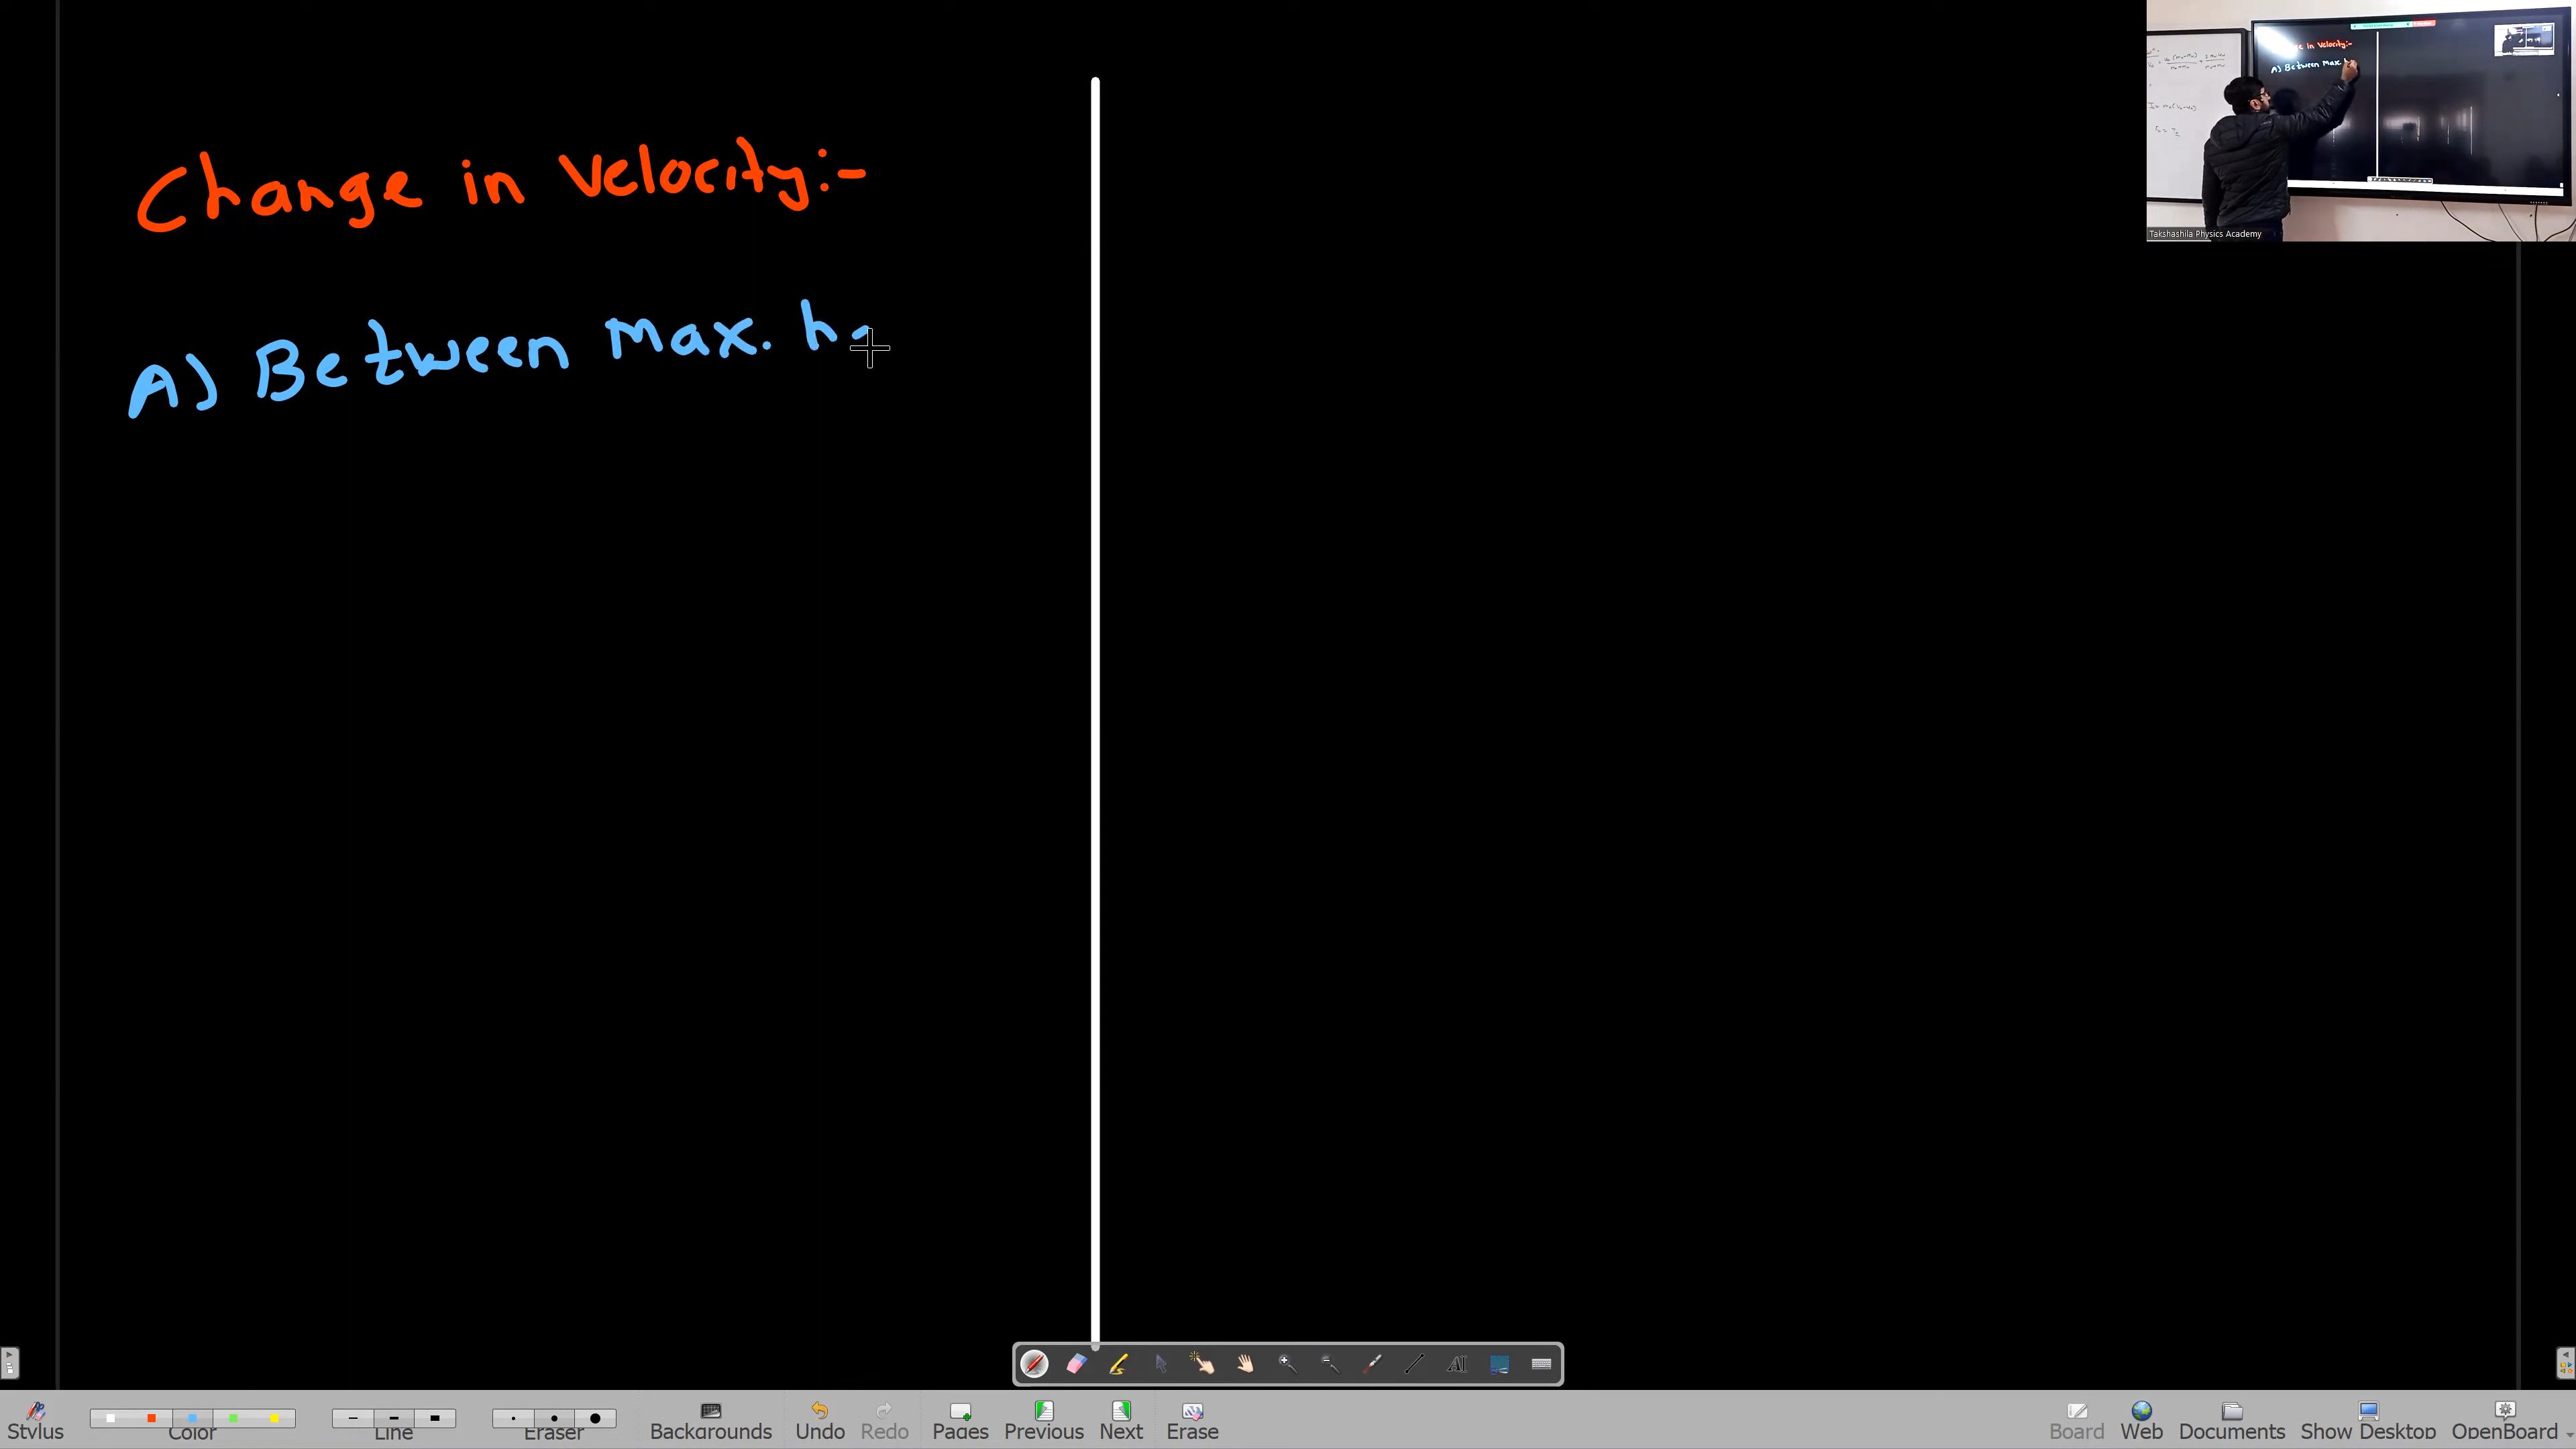 Change in Velocity:-
A) Between Max. h
Takshashila Physics Academy
Stylus
Color
Line
Eraser
Backgrounds
Undo
Redo
Pages
Previous
Next
Erase
Board
Web
Documents
Show Desktop
OpenBoard